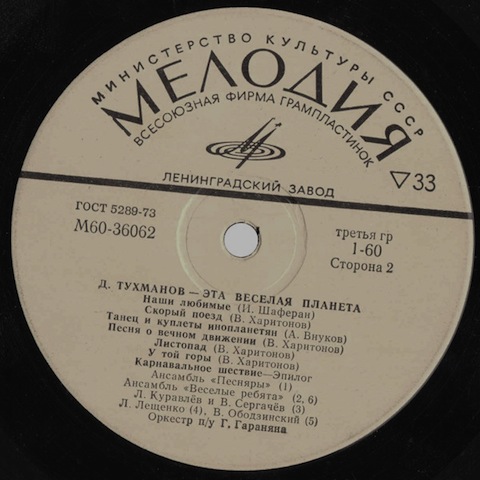 МИНИСТЕРСТВО КУЛЬТУРЫ СССР
МЕЛОДИЯ
ВСЕСОЮЗНАЯ ФИРМА ГРАМПЛАСТИНОК
ЛЕНИНГРАДСКИЙ ЗАВОД
▽33
ГОСТ 5289-73
М60-36062
третья гр
1-60
Сторона 2
Д. ТУХМАНОВ — ЭТА ВЕСЕЛАЯ ПЛАНЕТА
Наши любимые (И. Шаферан)
Скорый поезд (В. Харитонов)
Танец и куплеты инопланетян (А. Внуков)
Песня о вечном движении (В. Харитонов)
Листопад (В. Харитонов)
У той горы (В. Харитонов)
Карнавальное шествие—Эпилог
Ансамбль «Песняры» (1)
Ансамбль «Веселые ребята» (2, 6)
Л. Куравлёв и В. Сергачёв (3)
Л. Лещенко (4), В. Ободзинский (5)
Оркестр п/у Г. Гараняна